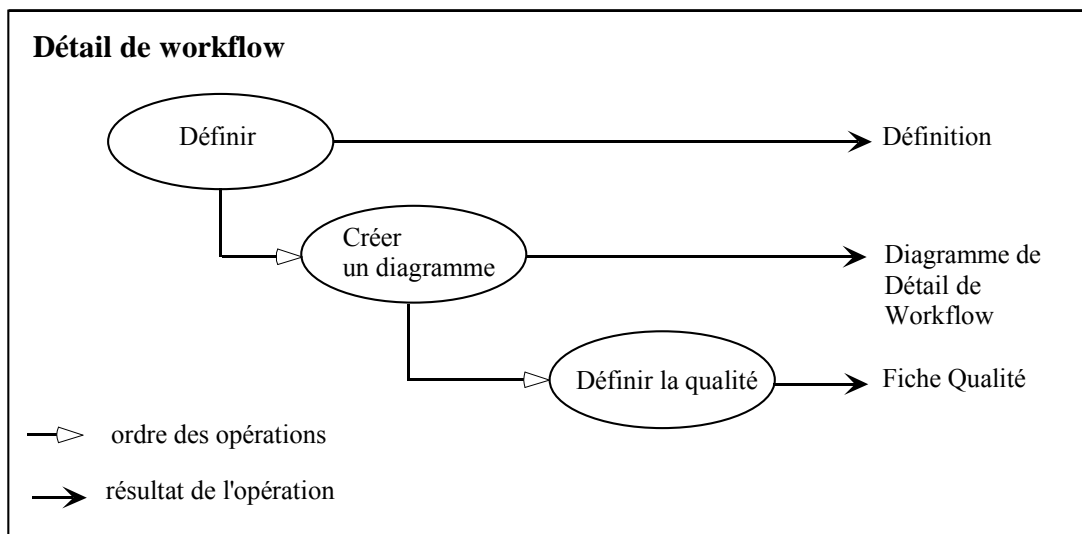 Détail de workflow
Définir
Définition
Créer
un diagramme
Diagramme de
Détail de
Workflow
Définir la qualité
Fiche Qualité
ordre des opérations
résultat de l'opération